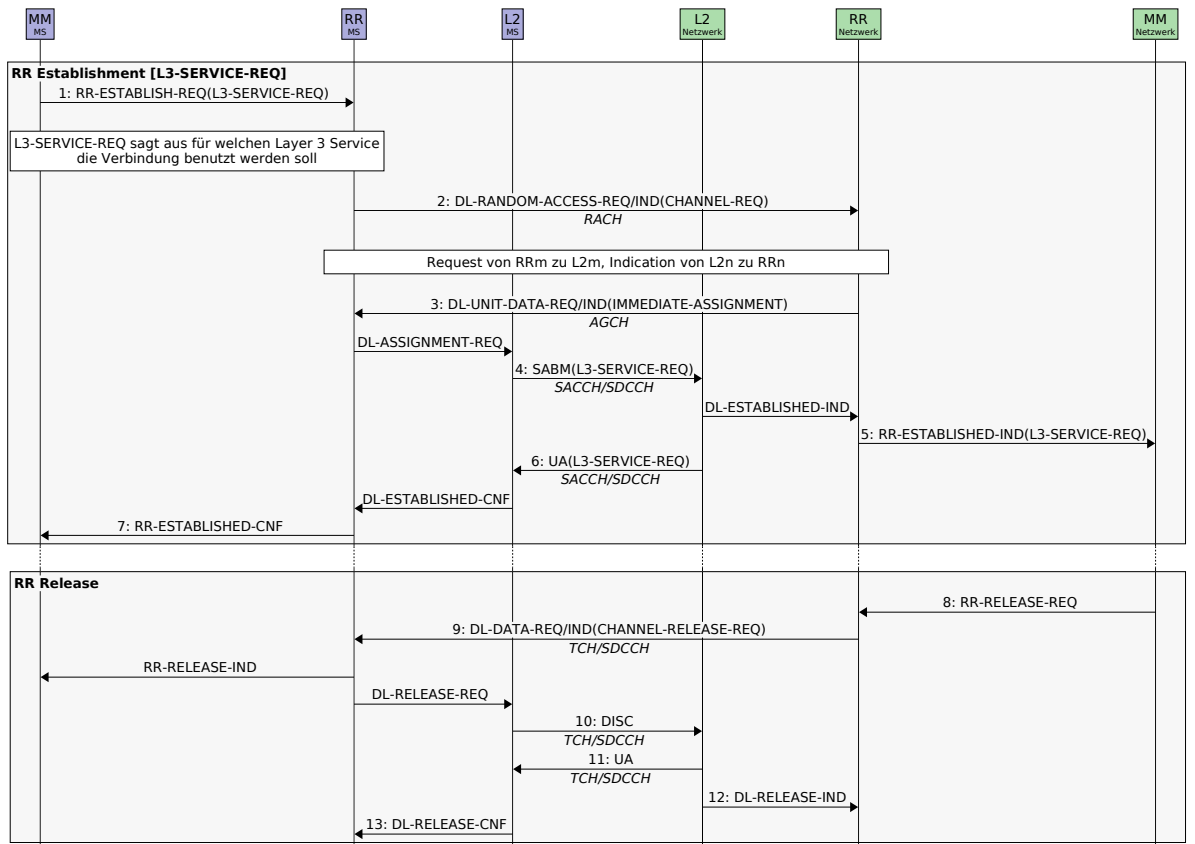 MM
MS
RR
MS
L2
MS
L2
Netzwerk
RR
Netzwerk
MM
Netzwerk
RR Establishment [L3-SERVICE-REQ]
1: RR-ESTABLISH-REQ(L3-SERVICE-REQ)
L3-SERVICE-REQ sagt aus für welchen Layer 3 Service
die Verbindung benutzt werden soll
2: DL-RANDOM-ACCESS-REQ/IND(CHANNEL-REQ)
RACH
Request von RRm zu L2m, Indication von L2n zu RRn
3: DL-UNIT-DATA-REQ/IND(IMMEDIATE-ASSIGNMENT)
AGCH
DL-ASSIGNMENT-REQ
4: SABM(L3-SERVICE-REQ)
SACCH/SDCCH
DL-ESTABLISHED-IND
5: RR-ESTABLISHED-IND(L3-SERVICE-REQ)
6: UA(L3-SERVICE-REQ)
SACCH/SDCCH
DL-ESTABLISHED-CNF
7: RR-ESTABLISHED-CNF
RR Release
8: RR-RELEASE-REQ
9: DL-DATA-REQ/IND(CHANNEL-RELEASE-REQ)
TCH/SDCCH
RR-RELEASE-IND
DL-RELEASE-REQ
10: DISC
TCH/SDCCH
11: UA
TCH/SDCCH
12: DL-RELEASE-IND
13: DL-RELEASE-CNF